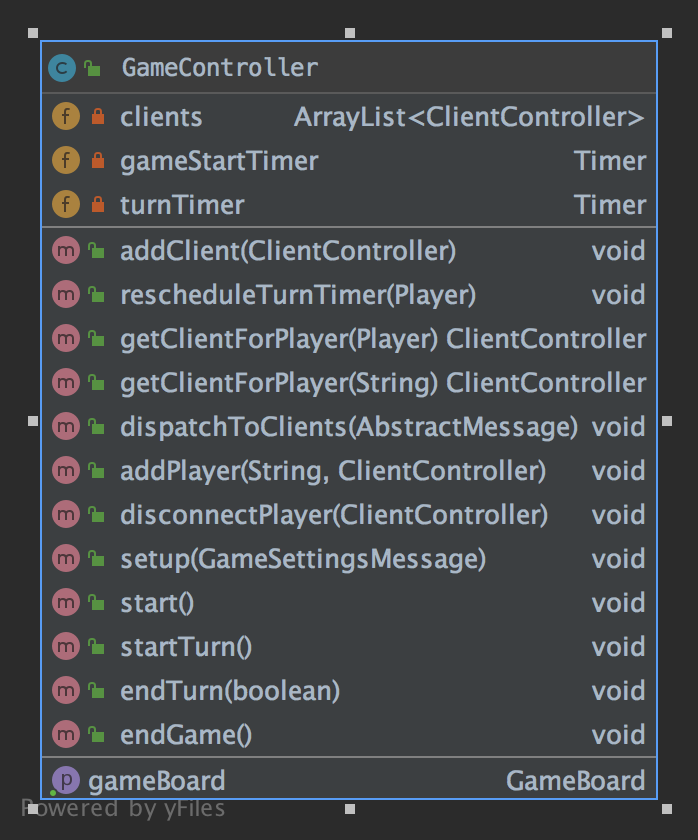 C GameController
f clients ArrayList<ClientController>
f gameStartTimer Timer
f turnTimer Timer
m addClient(ClientController) void
m rescheduleTurnTimer(Player) void
m getClientForPlayer(Player) ClientController
m getClientForPlayer(String) ClientController
m dispatchToClients(AbstractMessage) void
m addPlayer(String, ClientController) void
m disconnectPlayer(ClientController) void
m setup(GameSettingsMessage) void
m start() void
m startTurn() void
m endTurn(boolean) void
m endGame() void
p gameBoard GameBoard
Powered by yFiles